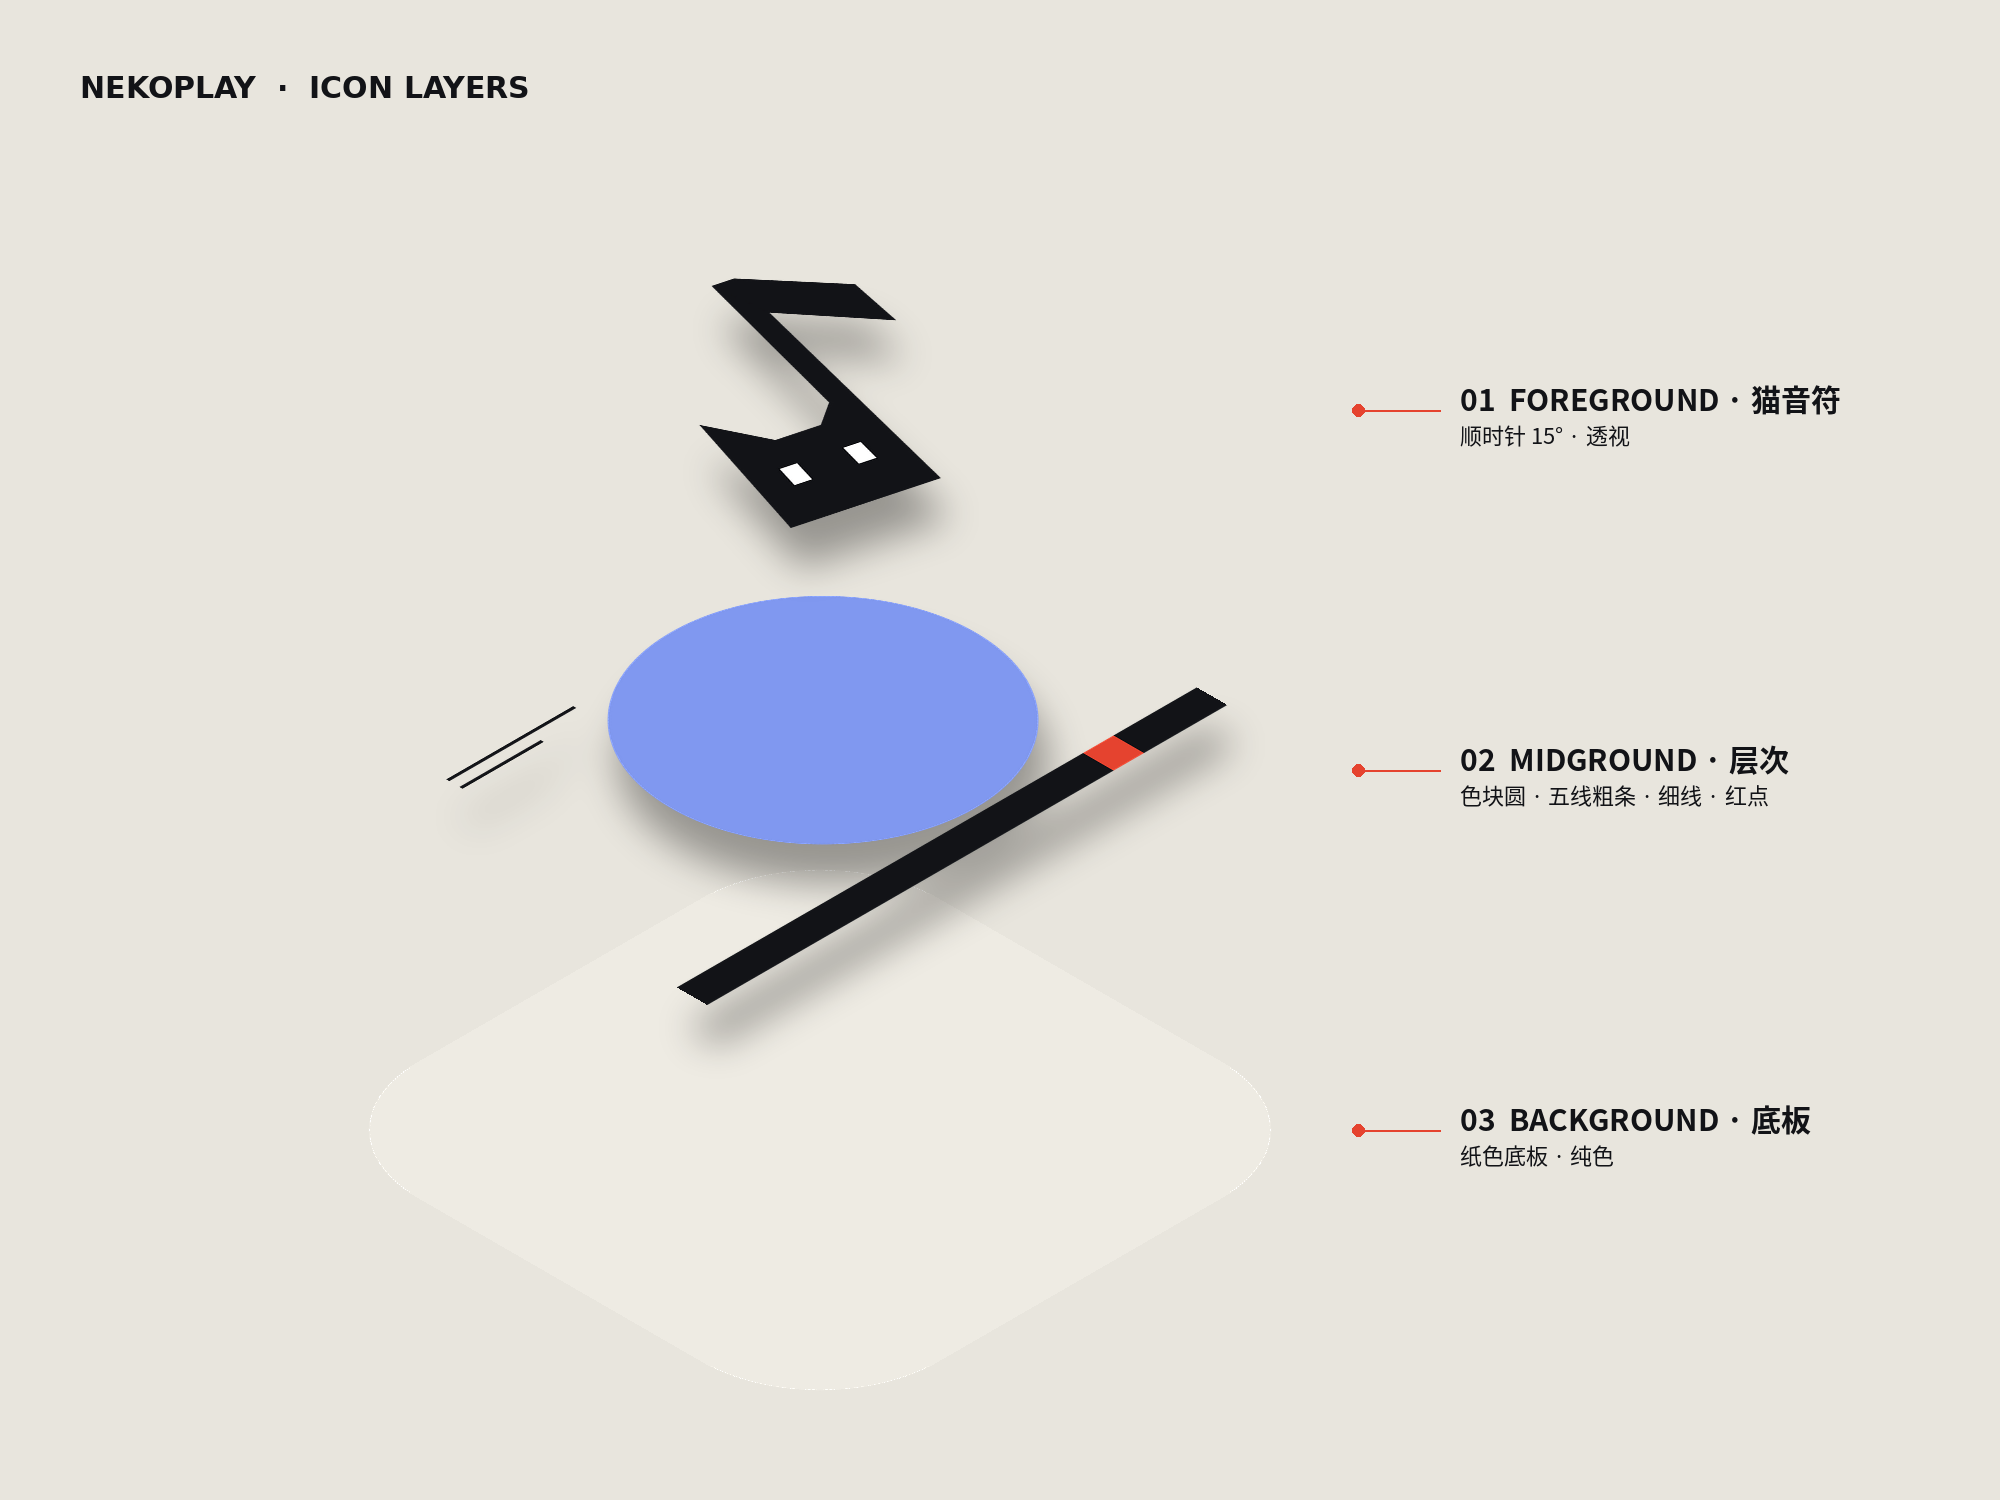 NEKOPLAY · ICON LAYERS
01 FOREGROUND · 猫音符
顺时针 15° · 透视
02 MIDGROUND · 层次
色块圆 · 五线粗条 · 细线 · 红点
03 BACKGROUND · 底板
纸色底板 · 纯色